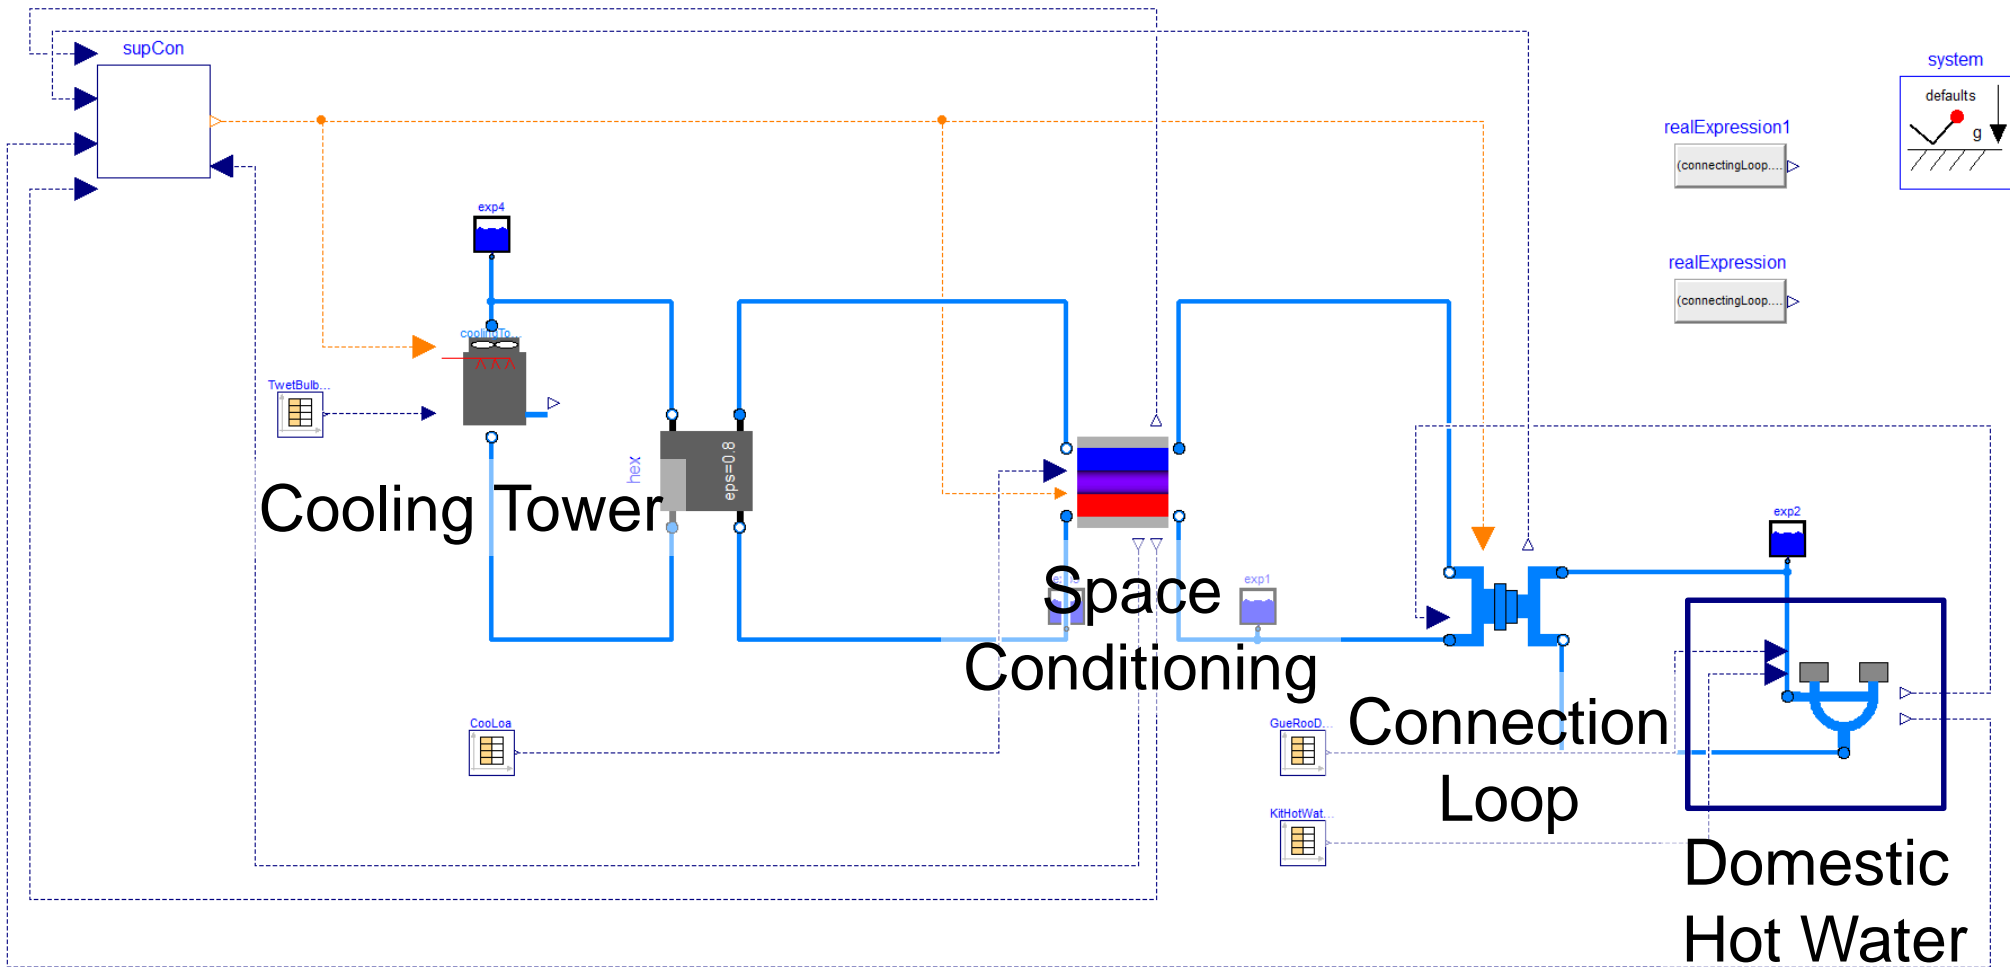 supCon
system
defaults
g
realExpression1
(connectingLoop....
exp4
realExpression
(connectingLoop....
coolingTo...
TwetBulb...
hex
eps=0.8
Cooling Tower
exp2
exp1
Space
Conditioning
CooLoa
GueRooD...
Connection
Loop
KitHotWat...
Domestic
Hot Water